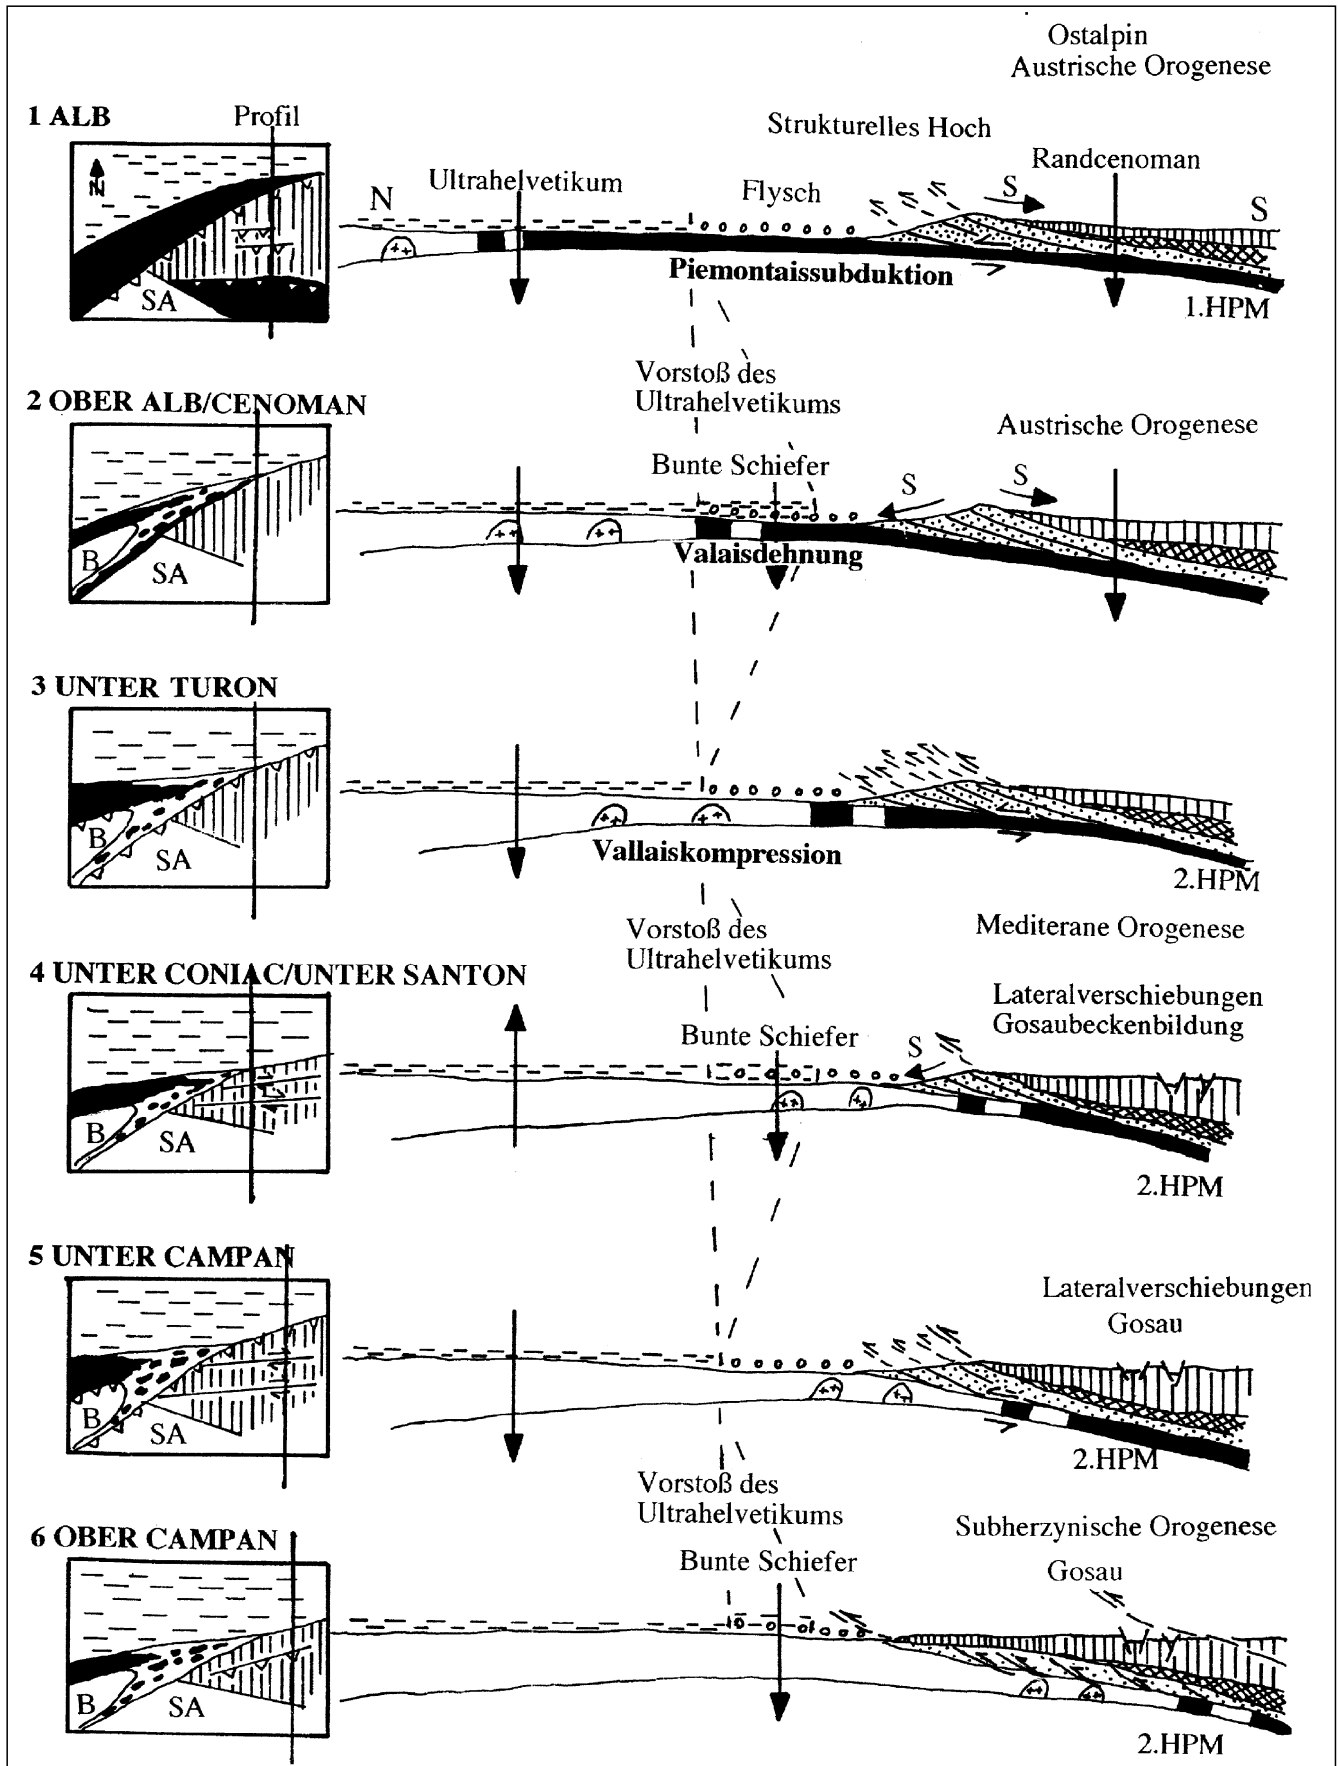 Ostalpin
Austrische Orogenese
1 ALB
Profil
Strukturelles Hoch
Randcenoman
N
Ultrahelvetikum
N
Flysch
S
S
Piemontaissubduktion
SA
1.HPM
Vorstoß des
Ultrahelvetikums
2 OBER ALB/CENOMAN
Austrische Orogenese
Bunte Schiefer
S
S
Valaisdehnung
B
SA
3 UNTER TURON
B
SA
Vallaiskompression
2.HPM
Vorstoß des
Ultrahelvetikums
Mediterane Orogenese
4 UNTER CONIAC/UNTER SANTON
Lateralverschiebungen
Gosaubeckenbildung
Bunte Schiefer
S
B
SA
2.HPM
5 UNTER CAMPAN
Lateralverschiebungen
Gosau
B
SA
2.HPM
Vorstoß des
Ultrahelvetikums
6 OBER CAMPAN
Subherzynische Orogenese
Bunte Schiefer
Gosau
B
SA
2.HPM